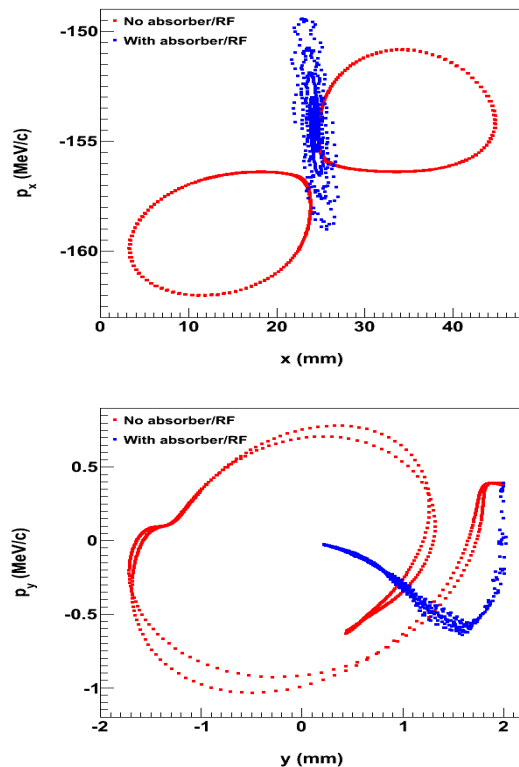 No absorber/RF
With absorber/RF
-150
-155
-160
p_x (MeV/c)
0 10 20 30 40
x (mm)
No absorber/RF
With absorber/RF
0.5
0
-0.5
-1
p_y (MeV/c)
-2 -1 0 1 2
y (mm)